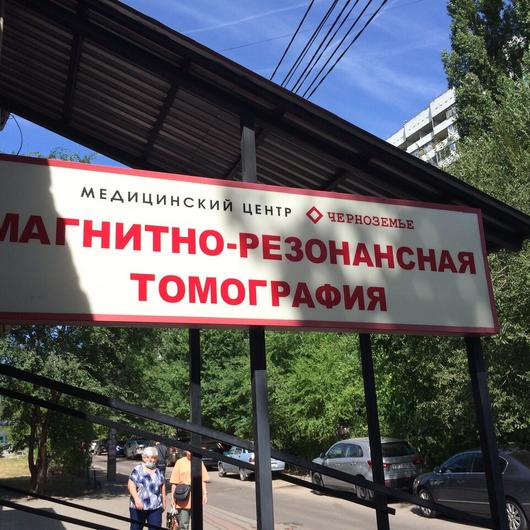 МЕДИЦИНСКИЙ ЦЕНТР ЧЕРНОЗЕМЬЕ
МАГНИТНО-РЕЗОНАНСНАЯ
ТОМОГРАФИЯ